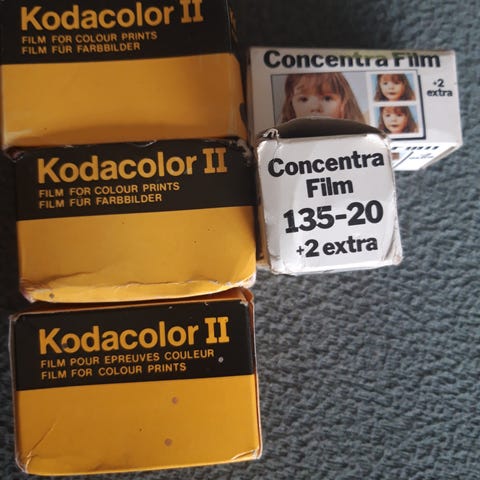 Kodacolor II
FILM FOR COLOUR PRINTS
FILM FÜR FARBBILDER
Concentra Film
+2
extra
Kodacolor II
FILM FOR COLOUR PRINTS
FILM FÜR FARBBILDER
Concentra
Film
135-20
+2 extra
Kodacolor II
FILM POUR EPREUVES COULEUR
FILM FOR COLOUR PRINTS